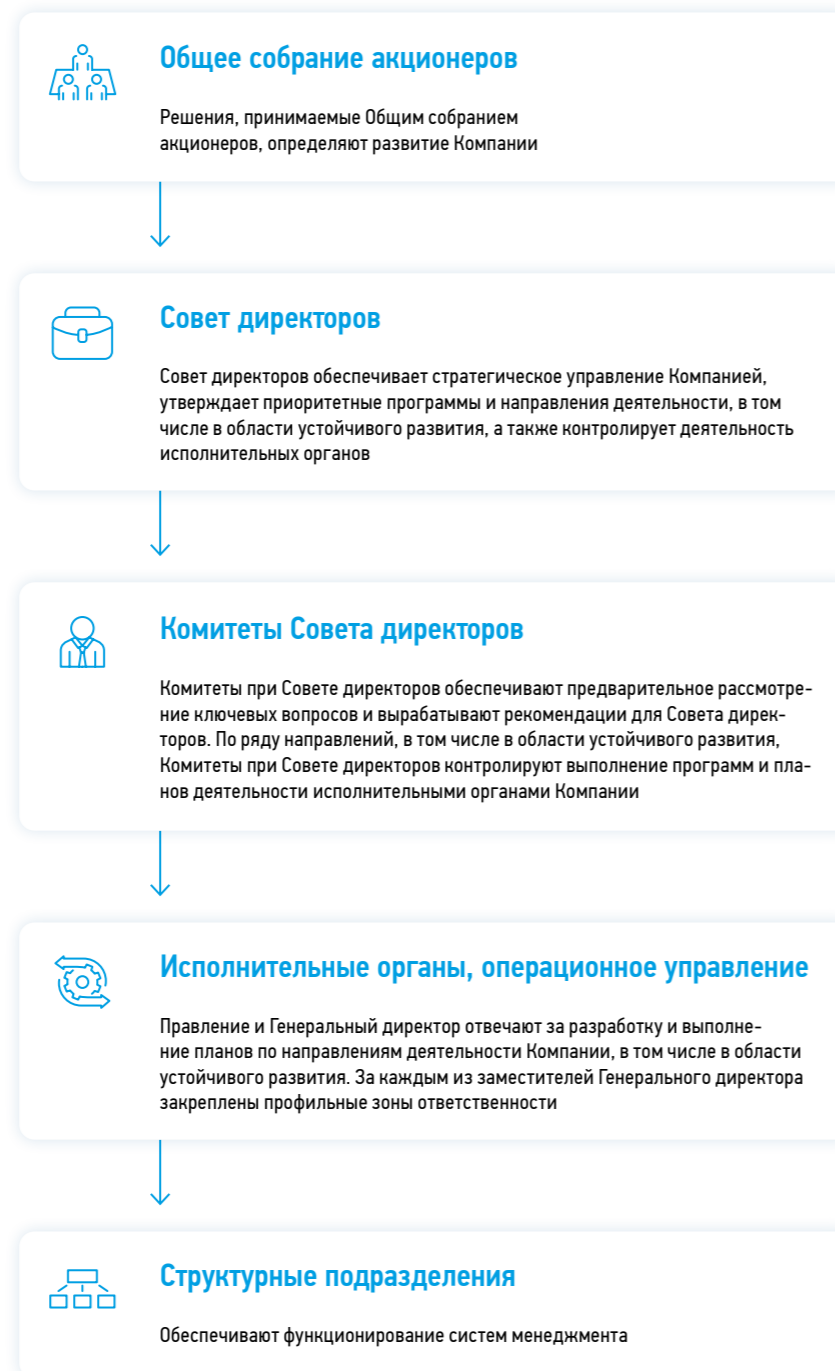 Общее собрание акционеров
Решения, принимаемые Общим собранием
акционеров, определяют развитие Компании
Совет директоров
Совет директоров обеспечивает стратегическое управление Компанией,
утверждает приоритетные программы и направления деятельности, в том
числе в области устойчивого развития, а также контролирует деятельность
исполнительных органов
Комитеты Совета директоров
Комитеты при Совете директоров обеспечивают предварительное рассмотре-
ние ключевых вопросов и вырабатывают рекомендации для Совета дирек-
торов. По ряду направлений, в том числе в области устойчивого развития,
Комитеты при Совете директоров контролируют выполнение программ и пла-
нов деятельности исполнительными органами Компании
Исполнительные органы, операционное управление
Правление и Генеральный директор отвечают за разработку и выполне-
ние планов по направлениям деятельности Компании, в том числе в области
устойчивого развития. За каждым из заместителей Генерального директора
закреплены профильные зоны ответственности
Структурные подразделения
Обеспечивают функционирование систем менеджмента